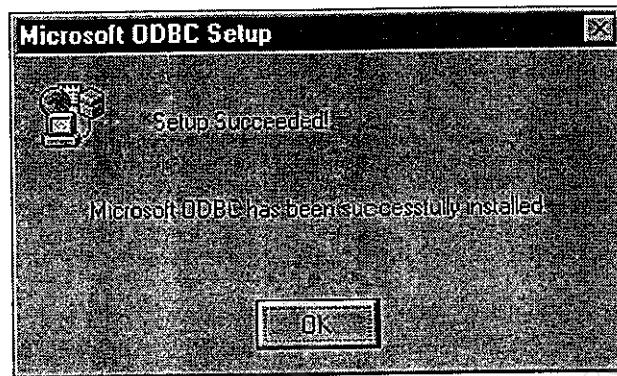 Microsoft ODBC Setup
Setup Succeeded!
Microsoft ODBC has been successfully installed.
OK